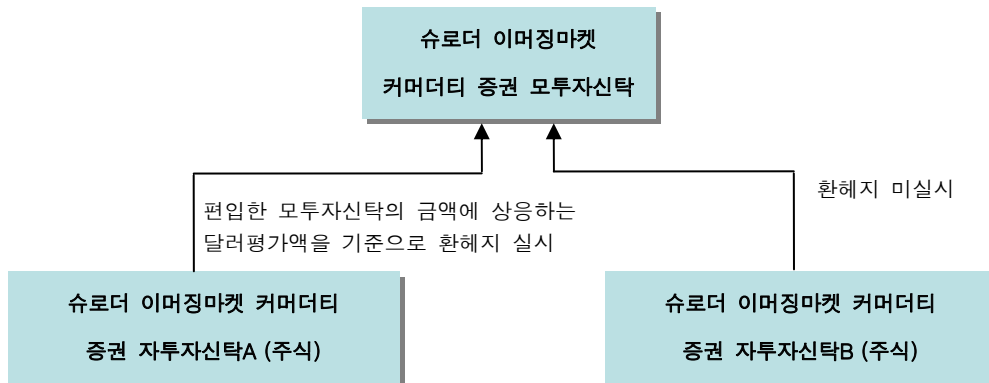 슈로더 이머징마켓
커머더티 증권 모투자신탁
환헤지 미실시
편입한 모투자신탁의 금액에 상응하는
달러평가액을 기준으로 환헤지 실시
슈로더 이머징마켓 커머더티
증권 자투자신탁A (주식)
슈로더 이머징마켓 커머더티
증권 자투자신탁B (주식)